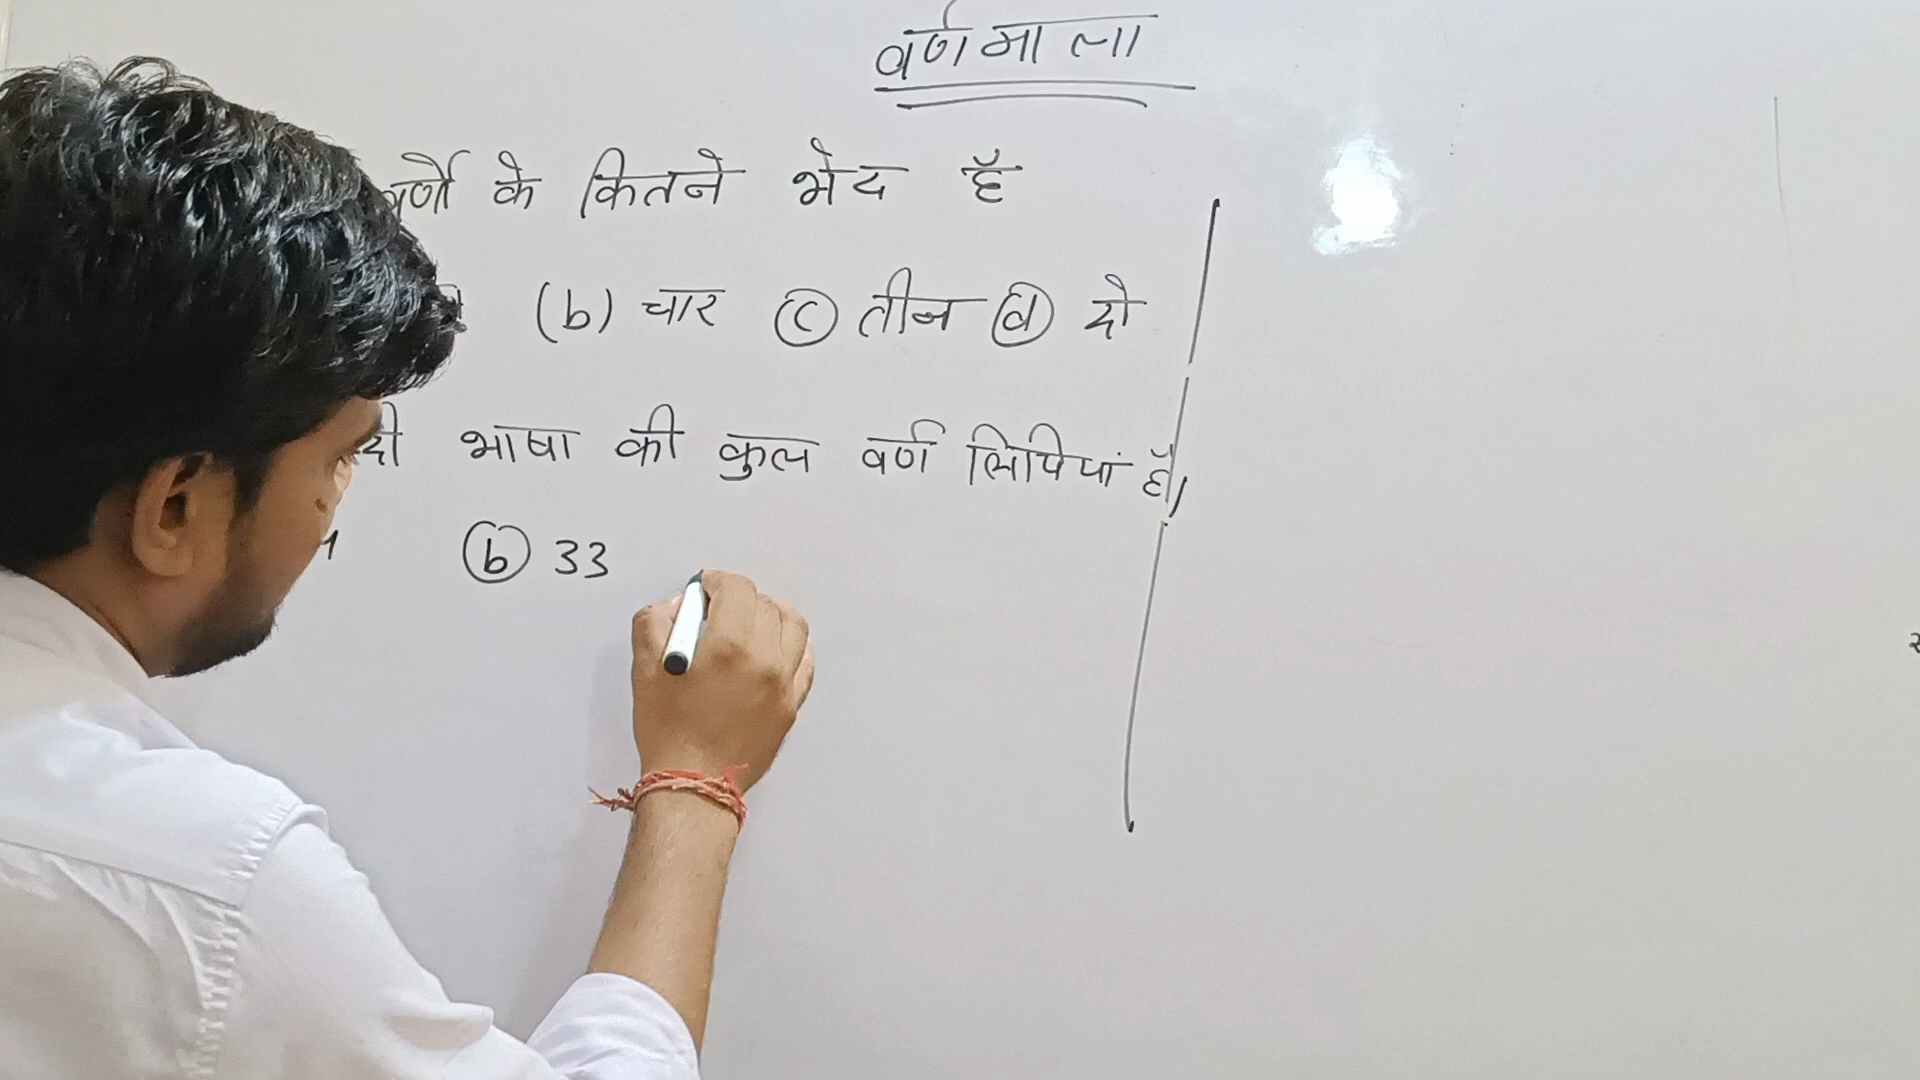 वर्णमाला
वर्णों के कितने भेद हैं
(b) चार (c) तीन (d) दो
भाषा की कुल वर्ण लिपियां हैं।
(b) 33